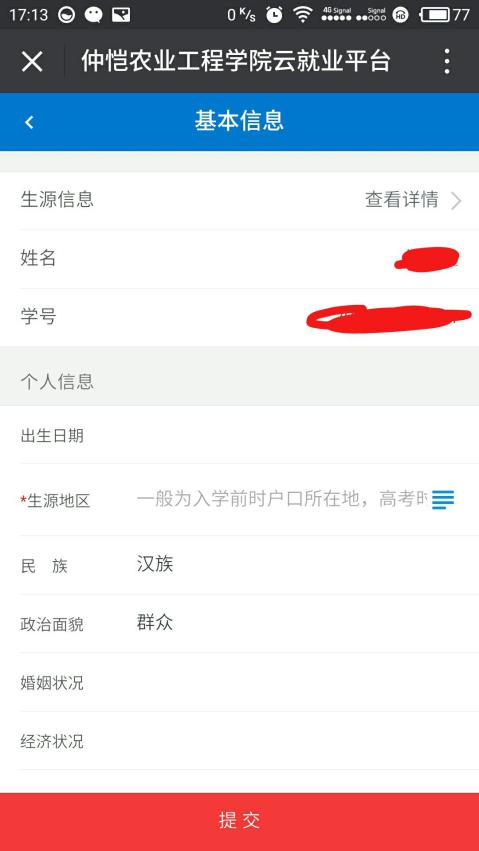 17:13 0 K/s 4G Signal Signal HD 77
仲恺农业工程学院云就业平台
基本信息
生源信息 查看详情
姓名
学号
个人信息
出生日期
*生源地区 一般为入学前时户口所在地，高考时
民 族 汉族
政治面貌 群众
婚姻状况
经济状况
提 交